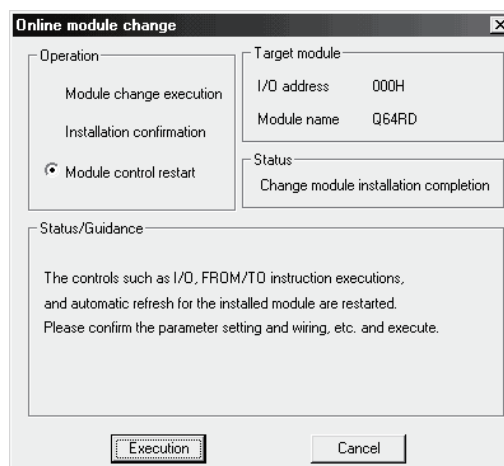 Online module change
Operation
Module change execution
Installation confirmation
Module control restart
Target module
I/O address 000H
Module name Q64RD
Status
Change module installation completion
Status/Guidance
The controls such as I/O, FROM/TO instruction executions,
and automatic refresh for the installed module are restarted.
Please confirm the parameter setting and wiring, etc. and execute.
Execution
Cancel